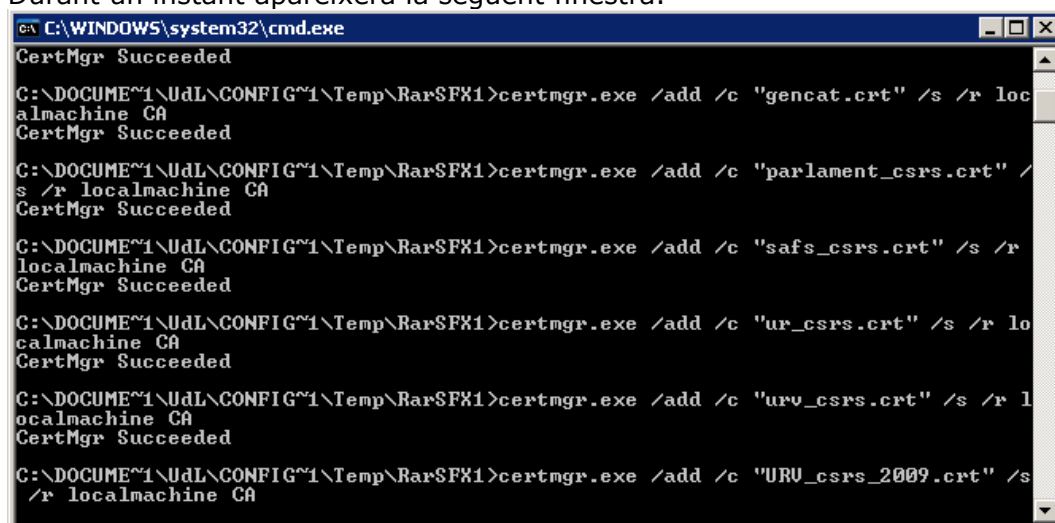 Durant un instant apareixerà la següent finestra:
C:\WINDOWS\system32\cmd.exe
CertMgr Succeeded
C:\DOCUME~1\UdL\CONFIG~1\Temp\RarSFX1>certmgr.exe /add /c "gencat.crt" /s /r loc
almachine CA
CertMgr Succeeded
C:\DOCUME~1\UdL\CONFIG~1\Temp\RarSFX1>certmgr.exe /add /c "parlament_csrs.crt" /
s /r localmachine CA
CertMgr Succeeded
C:\DOCUME~1\UdL\CONFIG~1\Temp\RarSFX1>certmgr.exe /add /c "safs_csrs.crt" /s /r
localmachine CA
CertMgr Succeeded
C:\DOCUME~1\UdL\CONFIG~1\Temp\RarSFX1>certmgr.exe /add /c "ur_csrs.crt" /s /r lo
calmachine CA
CertMgr Succeeded
C:\DOCUME~1\UdL\CONFIG~1\Temp\RarSFX1>certmgr.exe /add /c "urv_csrs.crt" /s /r l
ocalmachine CA
CertMgr Succeeded
C:\DOCUME~1\UdL\CONFIG~1\Temp\RarSFX1>certmgr.exe /add /c "URV_csrs_2009.crt" /s
/r localmachine CA